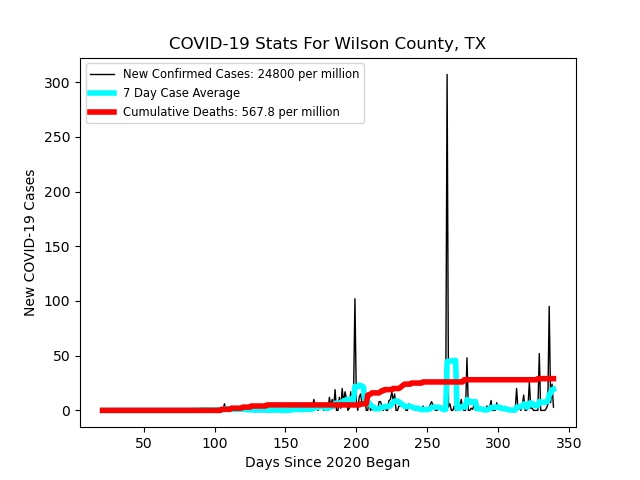 COVID-19 Stats For Wilson County, TX
New Confirmed Cases: 24800 per million
7 Day Case Average
Cumulative Deaths: 567.8 per million
New COVID-19 Cases
300
250
200
150
100
50
0
50 100 150 200 250 300 350
Days Since 2020 Began